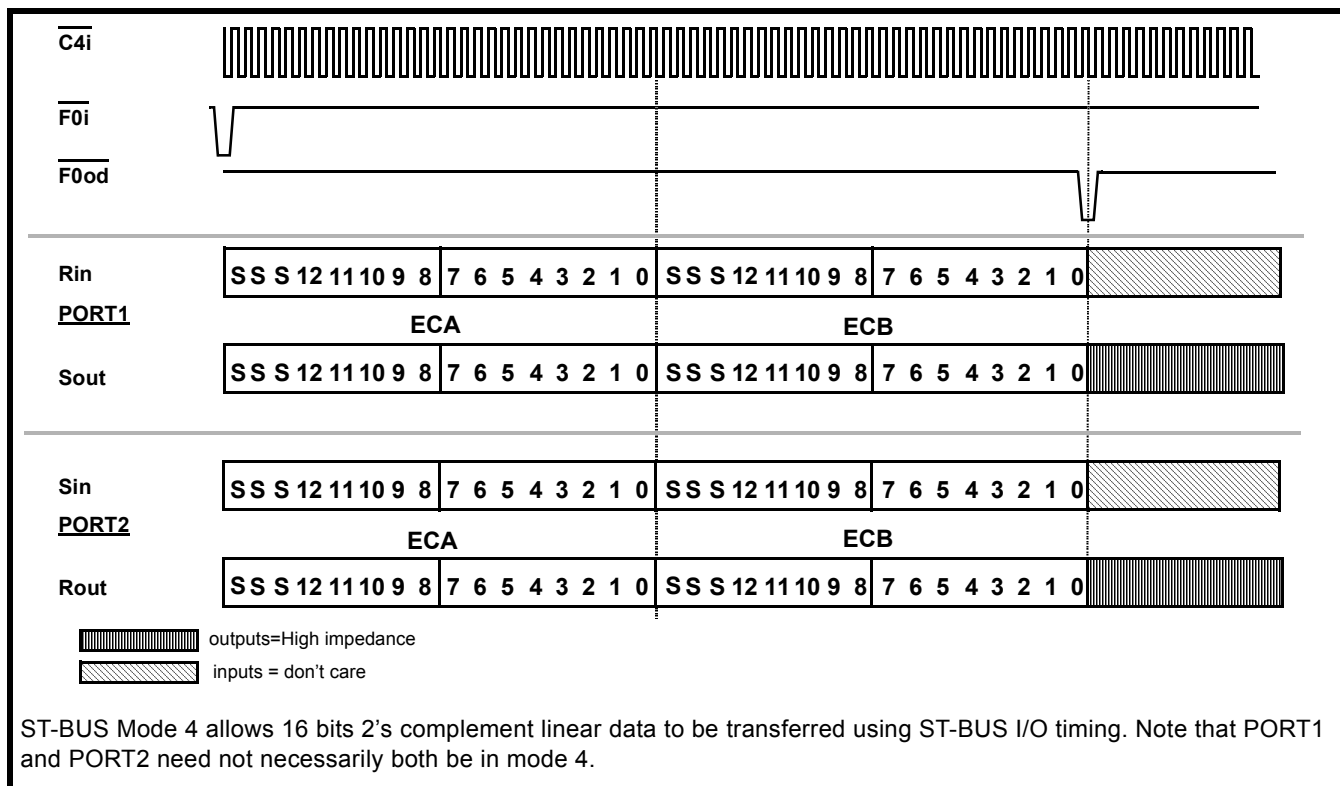 C4i
F0i
F0od
Rin
S S S 12 11 10 9 8 7 6 5 4 3 2 1 0 S S S 12 11 10 9 8 7 6 5 4 3 2 1 0
PORT1
ECA ECB
Sout
S S S 12 11 10 9 8 7 6 5 4 3 2 1 0 S S S 12 11 10 9 8 7 6 5 4 3 2 1 0
Sin
S S S 12 11 10 9 8 7 6 5 4 3 2 1 0 S S S 12 11 10 9 8 7 6 5 4 3 2 1 0
PORT2
ECA ECB
Rout
S S S 12 11 10 9 8 7 6 5 4 3 2 1 0 S S S 12 11 10 9 8 7 6 5 4 3 2 1 0
outputs=High impedance
inputs = don’t care
ST-BUS Mode 4 allows 16 bits 2’s complement linear data to be transferred using ST-BUS I/O timing. Note that PORT1
and PORT2 need not necessarily both be in mode 4.